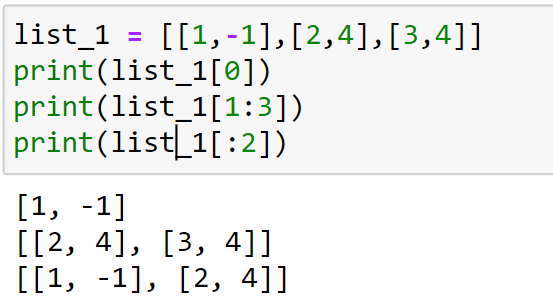 list_1 = [[1,-1],[2,4],[3,4]]
print(list_1[0])
print(list_1[1:3])
print(list_1[:2])
[1, -1]
[[2, 4], [3, 4]]
[[1, -1], [2, 4]]